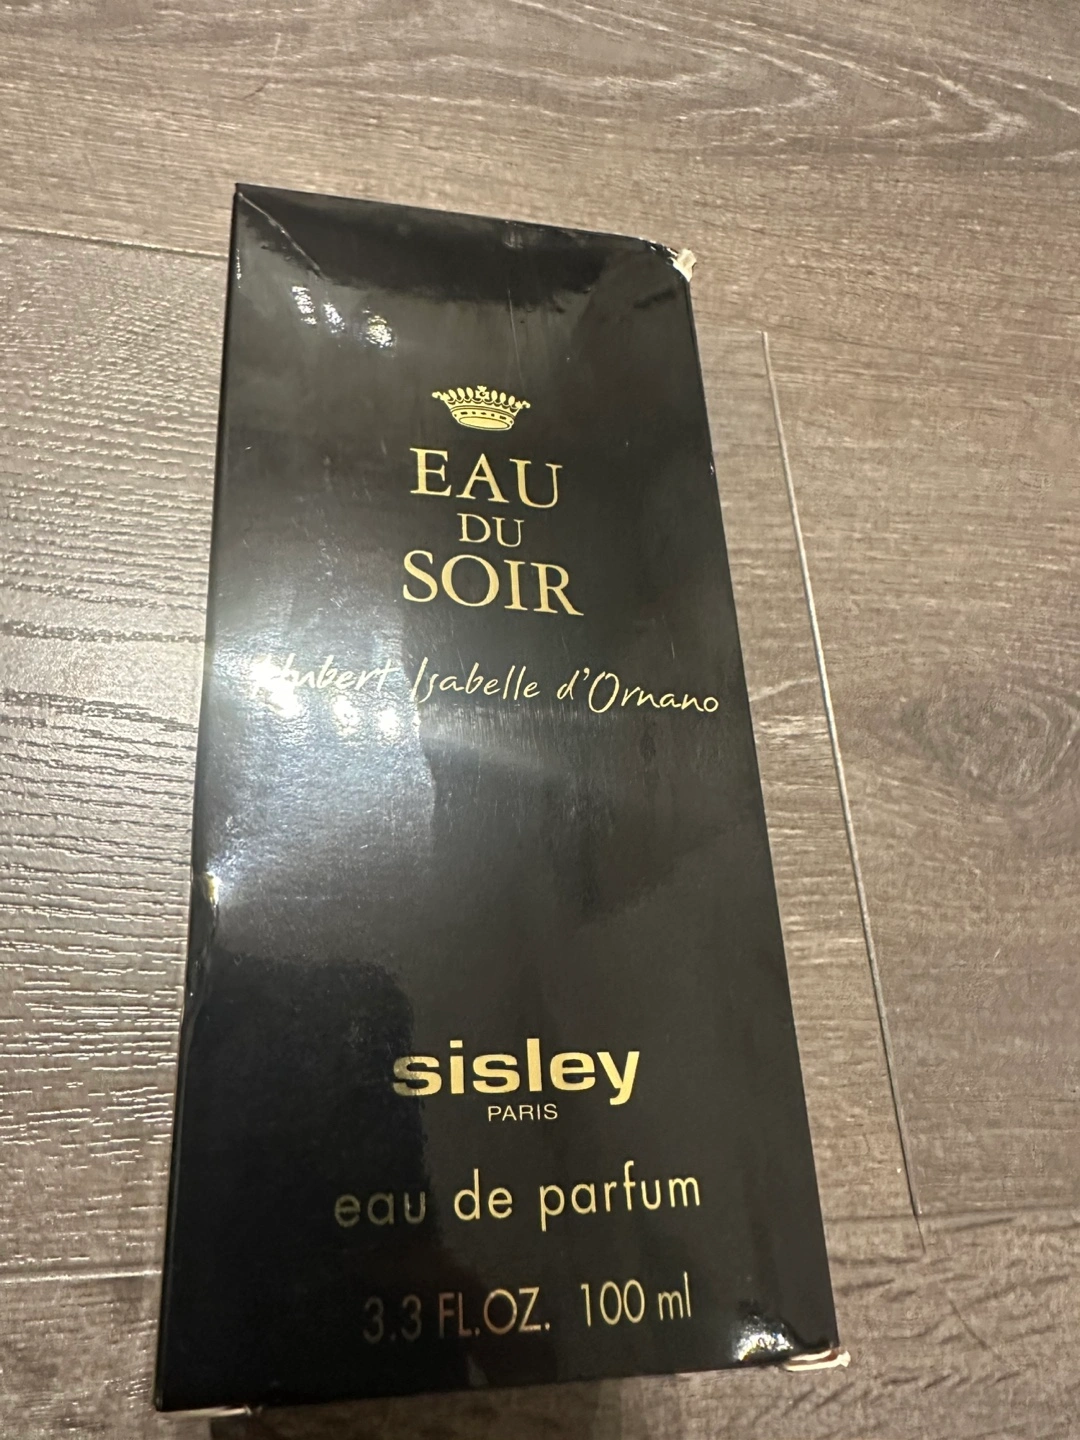 EAU
DU
SOIR
Hubert Isabelle d'Ornano
sisley
PARIS
eau de parfum
3.3 FL.OZ. 100 ml